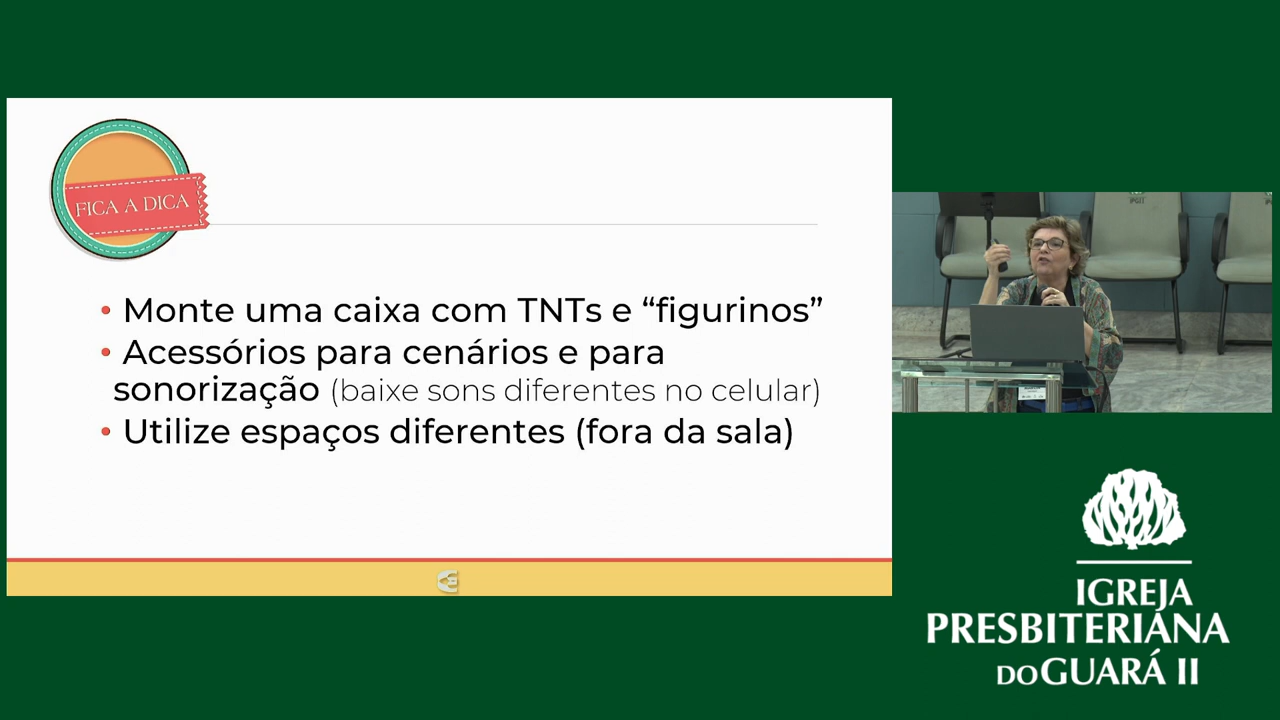 FICA A DICA
• Monte uma caixa com TNTs e “figurinos”
• Acessórios para cenários e para
sonorização (baixe sons diferentes no celular)
• Utilize espaços diferentes (fora da sala)
IGREJA
PRESBITERIANA
DO GUARÁ II